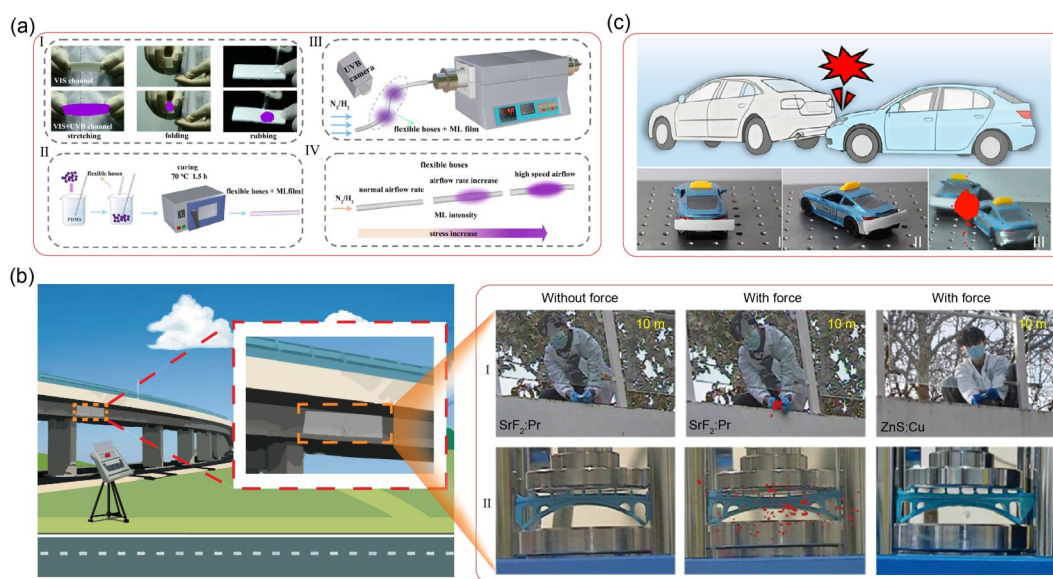 (a)
I
VIS channel
VIS+UVB channel
stretching
folding
rubbing
II
flexible hoses
PDMS
curing
70 °C 1.5 h
flexible hoses + ML film
III
UVB
camera
N₂/H₂
flexible hoses + ML film
IV
flexible hoses
normal airflow rate
airflow rate increase
high speed airflow
N₂/H₂
ML intensity
stress increase
(c)
I
II
III
(b)
Without force
With force
With force
I
10 m
SrF₂:Pr
10 m
SrF₂:Pr
10 m
ZnS:Cu
II